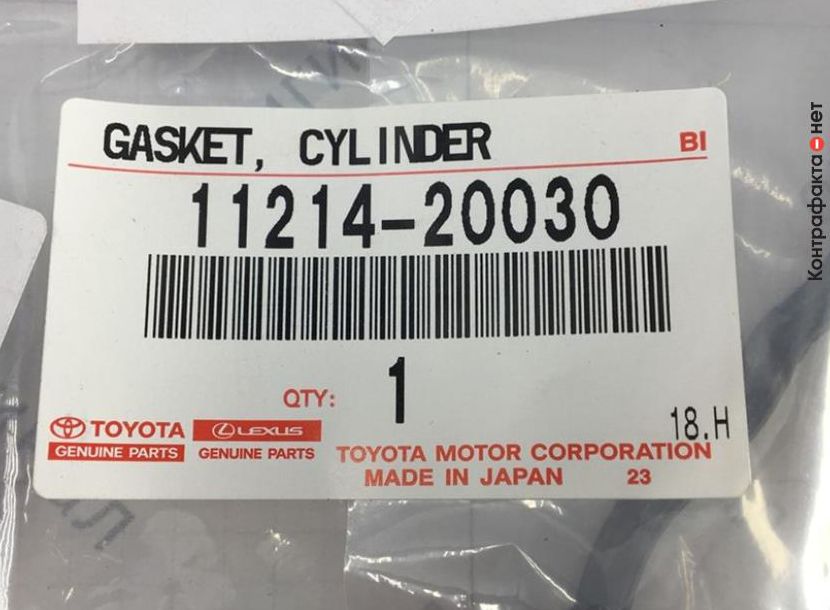 GASKET, CYLINDER
BI
11214-20030
QTY: 1
18.H
TOYOTA LEXUS
GENUINE PARTS GENUINE PARTS
TOYOTA MOTOR CORPORATION
MADE IN JAPAN 23
Контрафакта нет